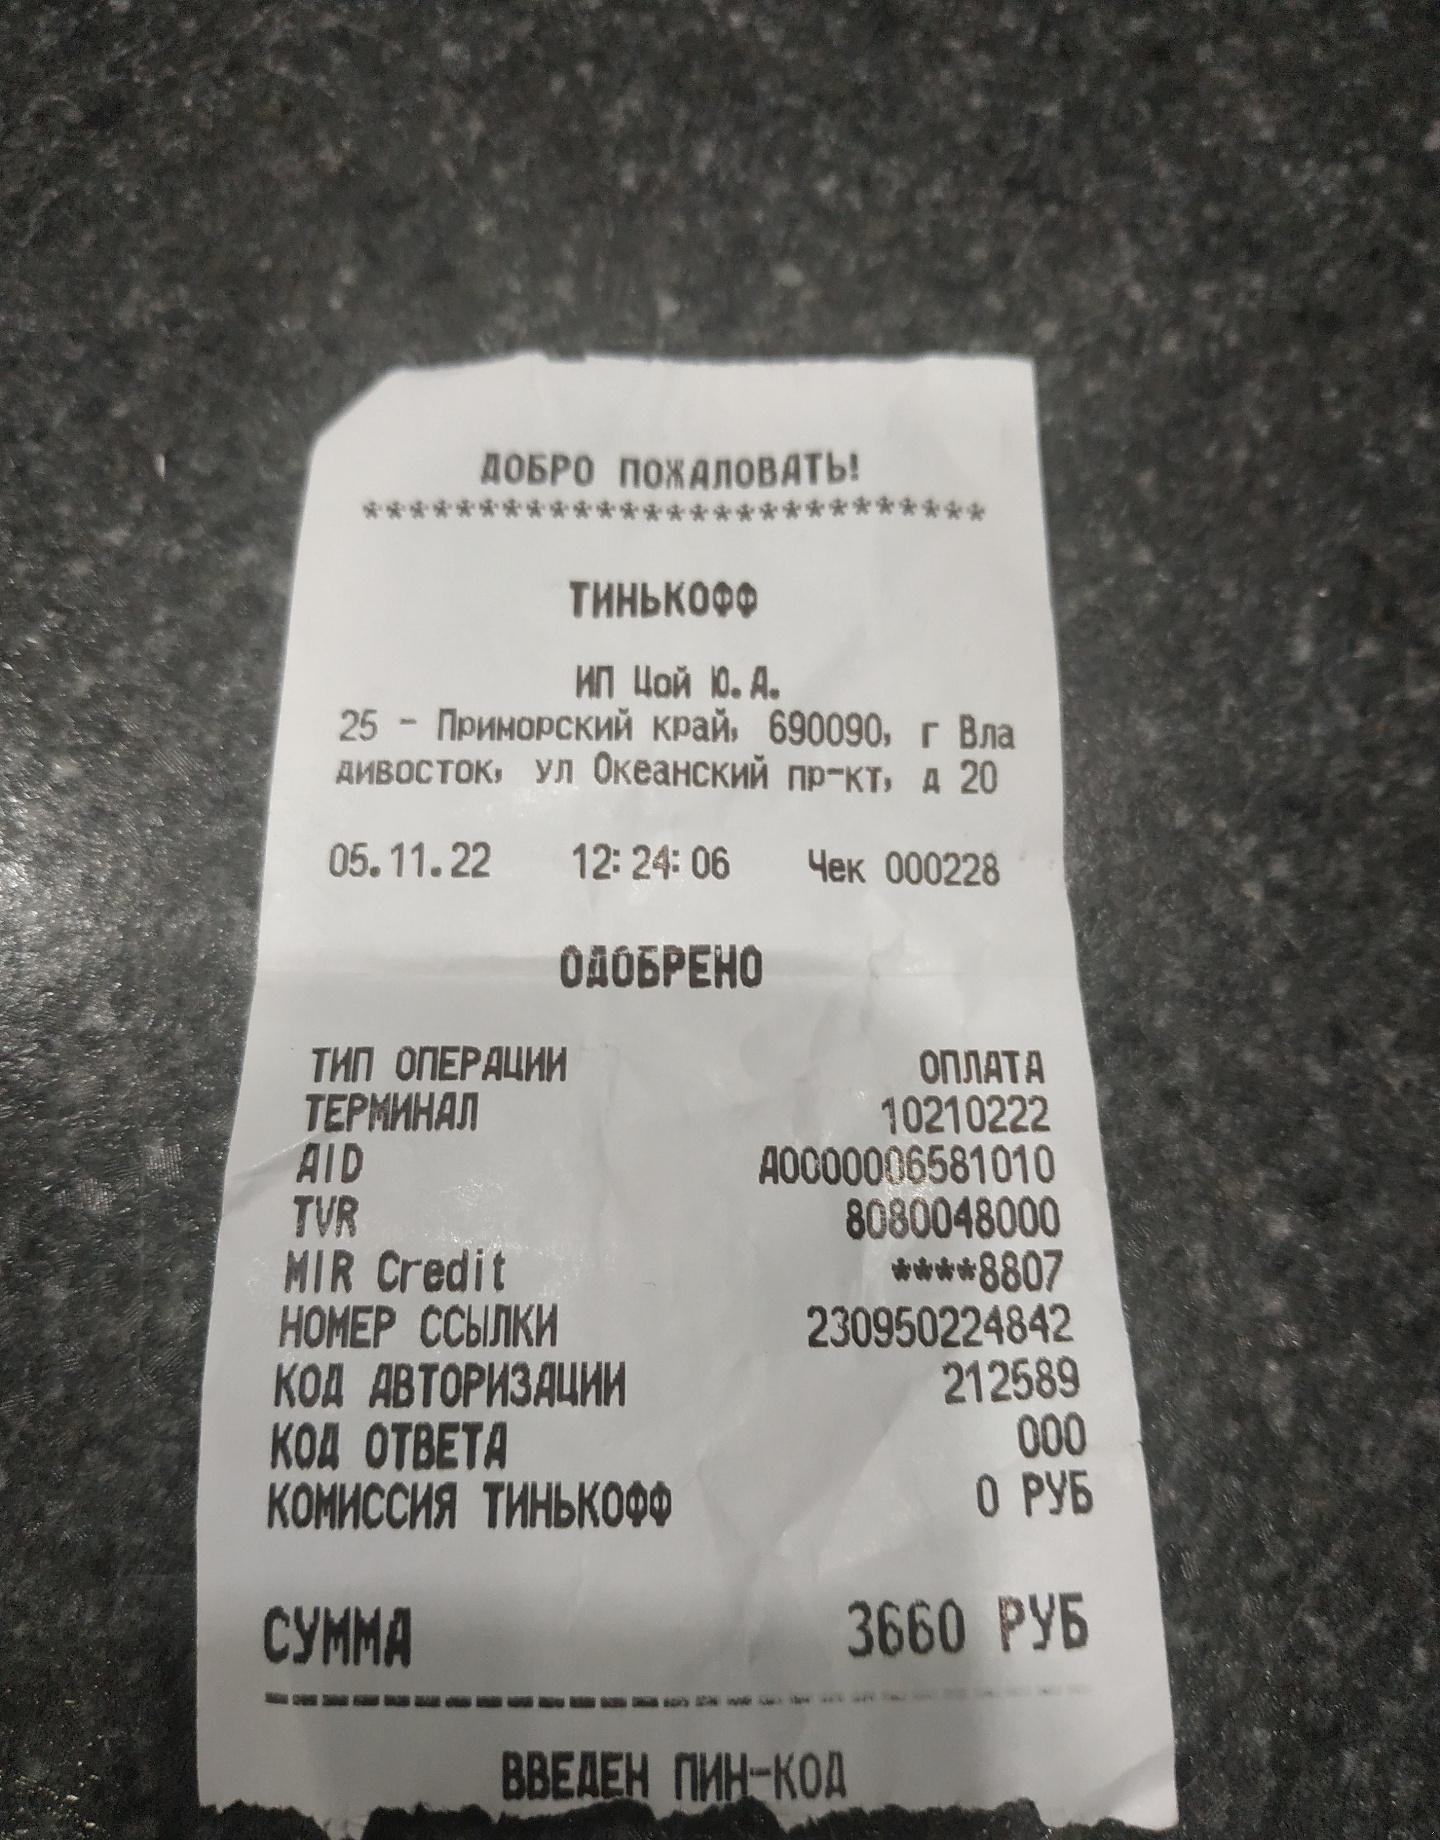 ДОБРО ПОЖАЛОВАТЬ!
***************************
ТИНЬКОФФ
ИП Цой Ю.А.
25 - Приморский край, 690090, г Вла
дивосток, ул Океанский пр-кт, д 20
05.11.22 12:24:06 Чек 000228
ОДОБРЕНО
ТИП ОПЕРАЦИИ ОПЛАТА
ТЕРМИНАЛ 10210222
AID A0000006581010
TVR 8080048000
MIR Credit ****8807
НОМЕР ССЫЛКИ 230950224842
КОД АВТОРИЗАЦИИ 212589
КОД ОТВЕТА 000
КОМИССИЯ ТИНЬКОФФ 0 РУБ
СУММА 3660 РУБ
---------------------------
ВВЕДЕН ПИН-КОД